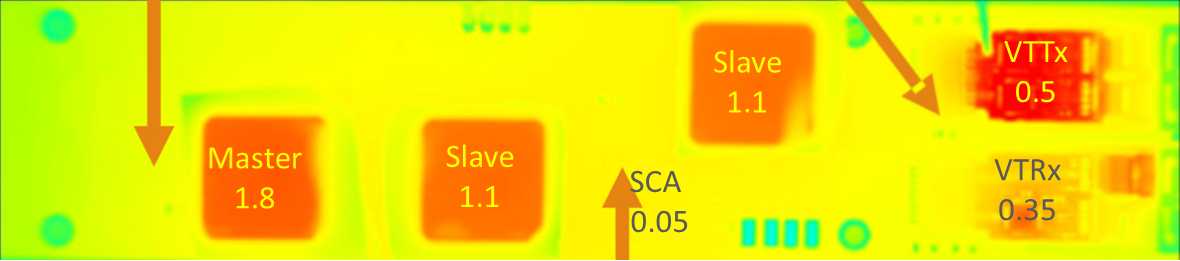 Master
1.8
Slave
1.1
Slave
1.1
SCA
0.05
VTTx
0.5
VTRx
0.35